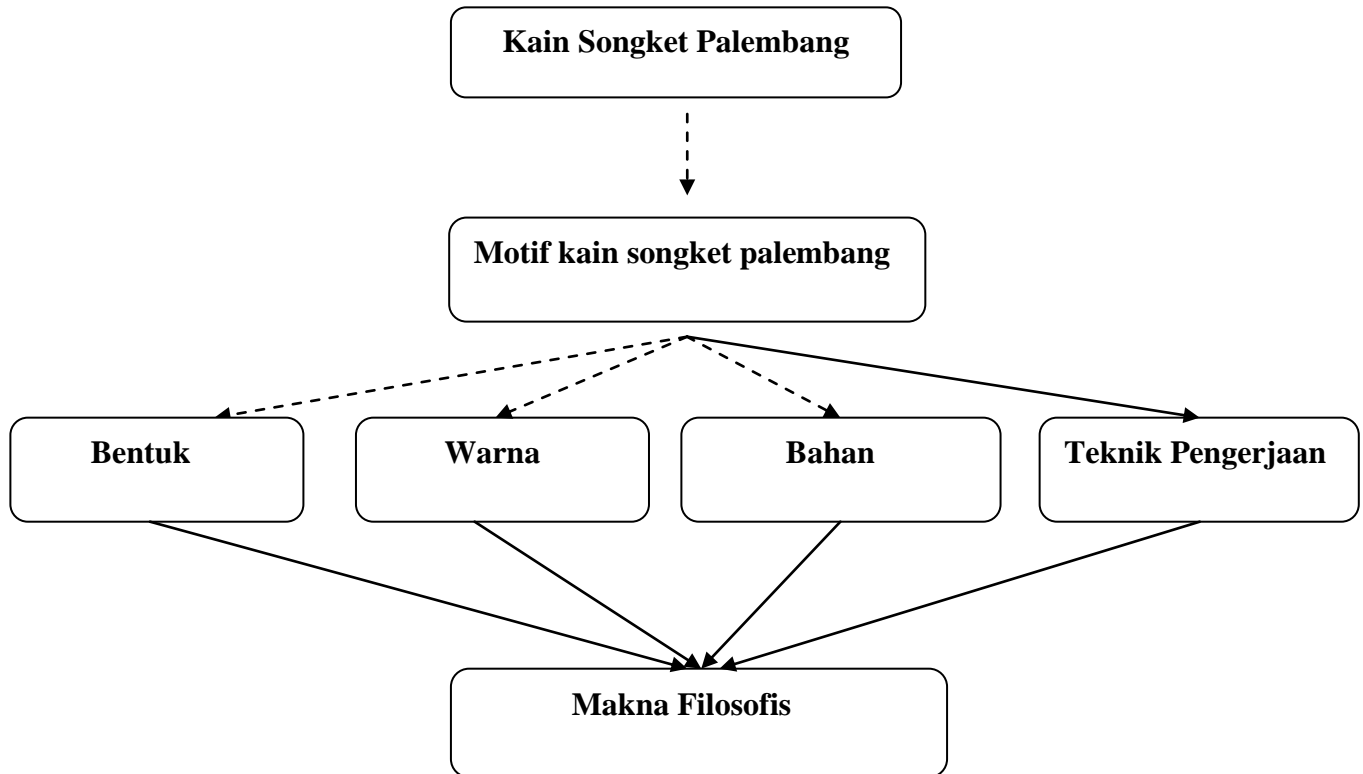 Kain Songket Palembang
Motif kain songket palembang
Bentuk
Warna
Bahan
Teknik Pengerjaan
Makna Filosofis